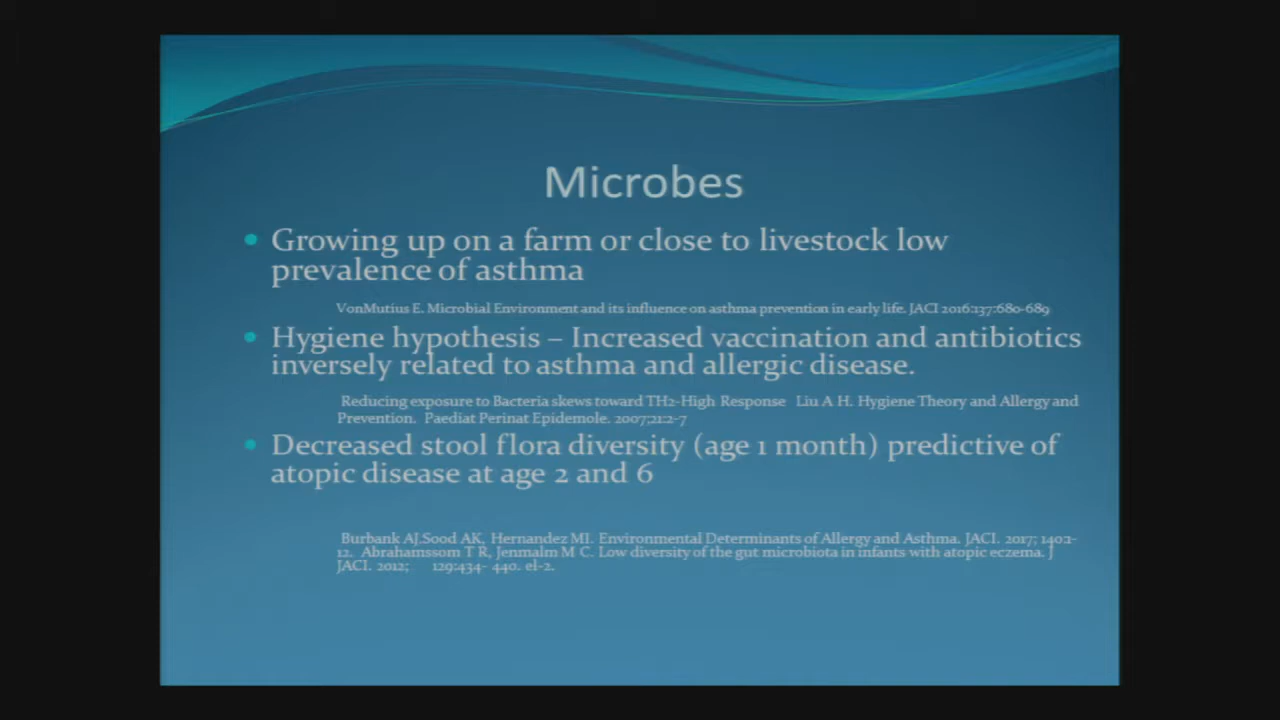 Microbes
Growing up on a farm or close to livestock low
prevalence of asthma
VonMutius E. Microbial Environment and its influence on asthma prevention in early life. JACI 2016:137:680-689
Hygiene hypothesis – Increased vaccination and antibiotics
inversely related to asthma and allergic disease.
Reducing exposure to Bacteria skews toward TH2-High Response Liu A H. Hygiene Theory and Allergy and
Prevention. Paediat Perinat Epidemole. 2007;21:2-7
Decreased stool flora diversity (age 1 month) predictive of
atopic disease at age 2 and 6
Burbank AJ.Sood AK, Hernandez MI. Environmental Determinants of Allergy and Asthma. JACI. 2017; 1402-
12. Abrahamssom T R, Jenmalm M C. Low diversity of the gut microbiota in infants with atopic eczema. J
JACI. 2012; 129:434- 440. el-2.